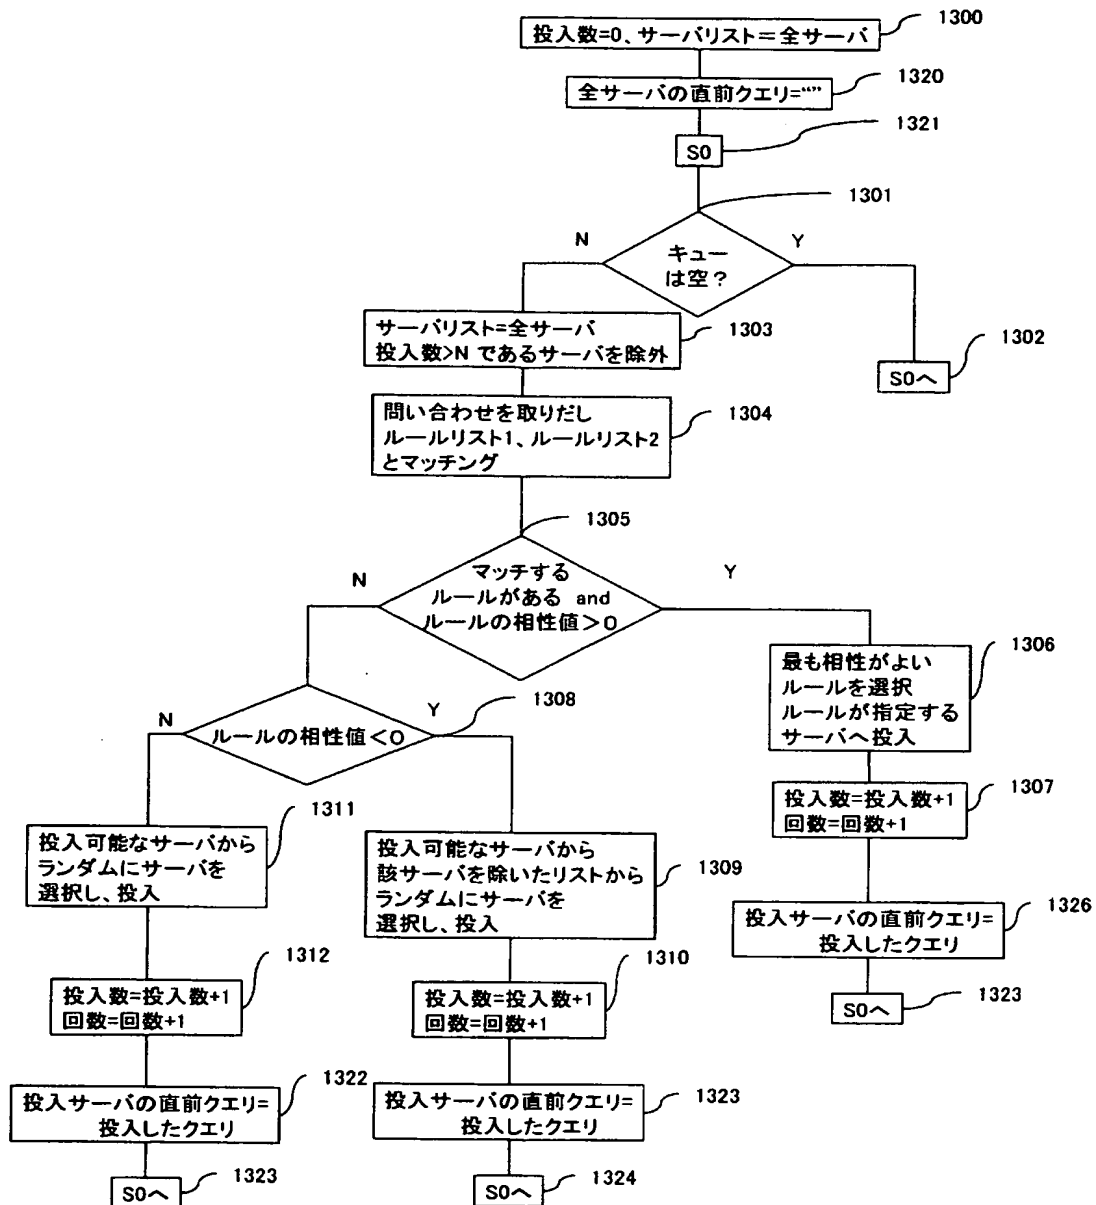 1300
投入数=0、サーバリスト=全サーバ
1320
全サーバの直前クエリ=“”
1321
S0
1301
N
Y
キュー
は空?
1303
サーバリスト=全サーバ
投入数>N であるサーバを除外
1302
S0へ
1304
問い合わせを取りだし
ルールリスト1、ルールリスト2
とマッチング
1305
N
Y
マッチする
ルールがある and
ルールの相性値>0
1306
最も相性がよい
ルールを選択
ルールが指定する
サーバへ投入
N
Y
1308
ルールの相性値<0
1307
投入数=投入数+1
回数=回数+1
1311
投入可能なサーバから
ランダムにサーバを
選択し、投入
1309
投入可能なサーバから
該サーバを除いたリストから
ランダムにサーバを
選択し、投入
1326
投入サーバの直前クエリ=
投入したクエリ
1312
投入数=投入数+1
回数=回数+1
1310
投入数=投入数+1
回数=回数+1
1323
S0へ
1322
投入サーバの直前クエリ=
投入したクエリ
1323
投入サーバの直前クエリ=
投入したクエリ
1323
S0へ
1324
S0へ